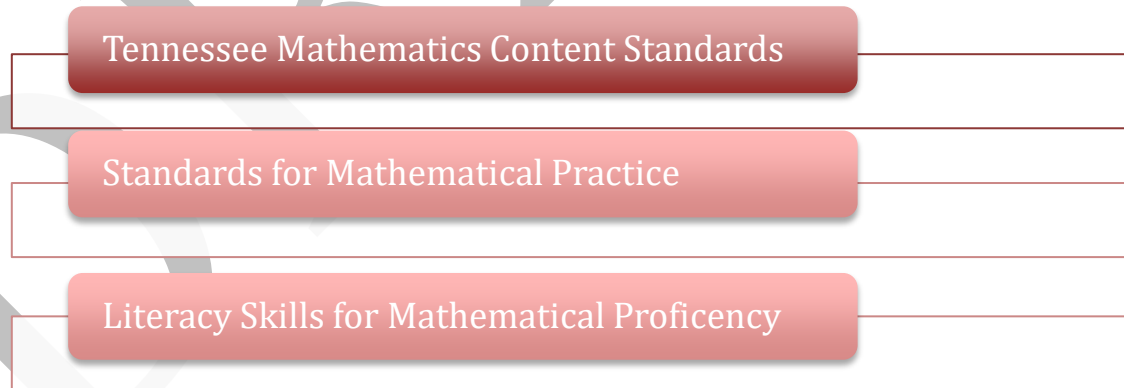 Tennessee Mathematics Content Standards
Standards for Mathematical Practice
Literacy Skills for Mathematical Proficency